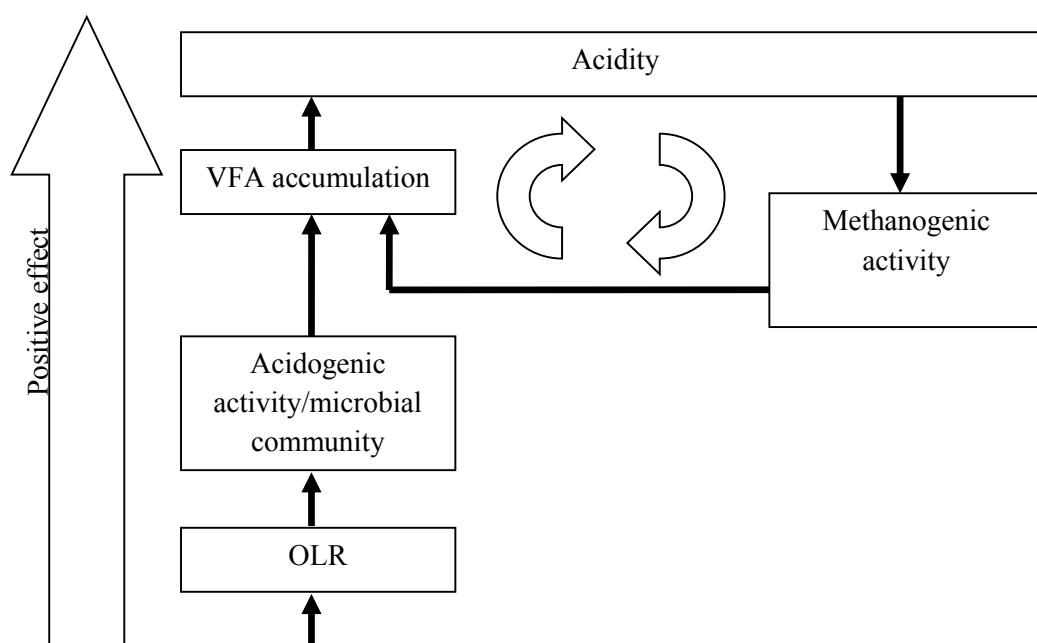 Acidity
VFA accumulation
Methanogenic
activity
Positive effect
Acidogenic
activity/microbial
community
OLR